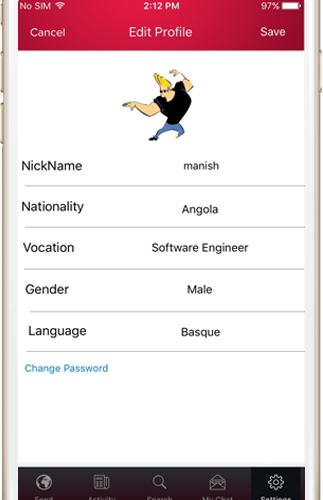 No SIM 2:12 PM 97%
Cancel Edit Profile Save
NickName manish
Nationality Angola
Vocation Software Engineer
Gender Male
Language Basque
Change Password
Feed Activity Search My Chat Settings